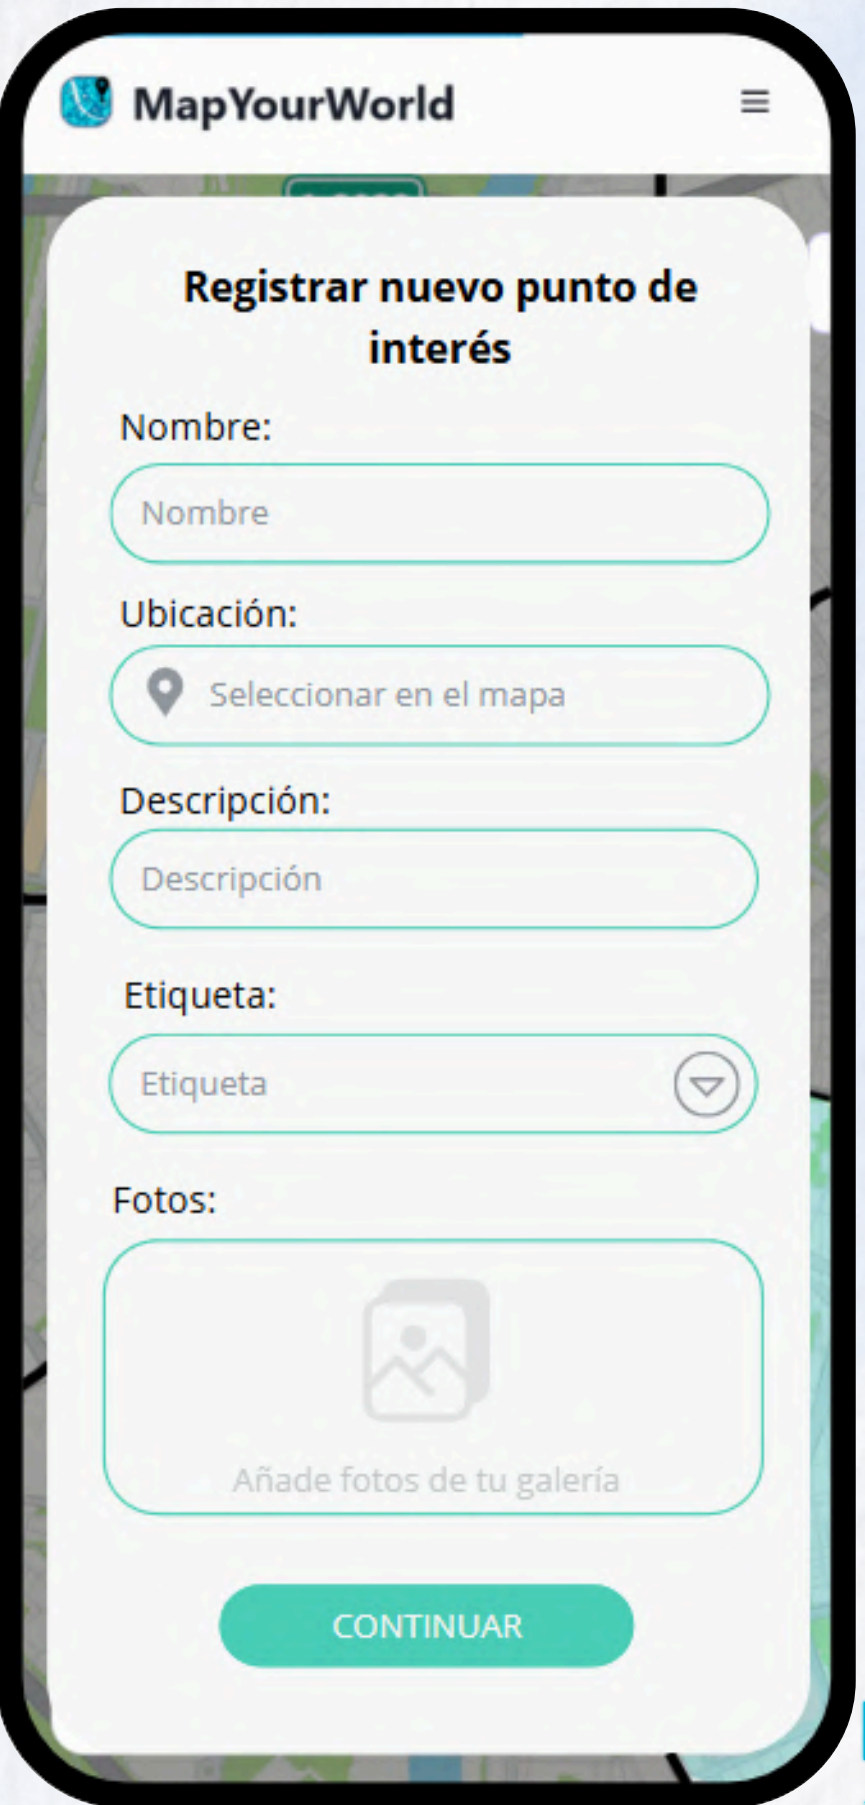 MapYourWorld
Registrar nuevo punto de
interés
Nombre:
Nombre
Ubicación:
Seleccionar en el mapa
Descripción:
Descripción
Etiqueta:
Etiqueta
Fotos:
Añade fotos de tu galería
CONTINUAR